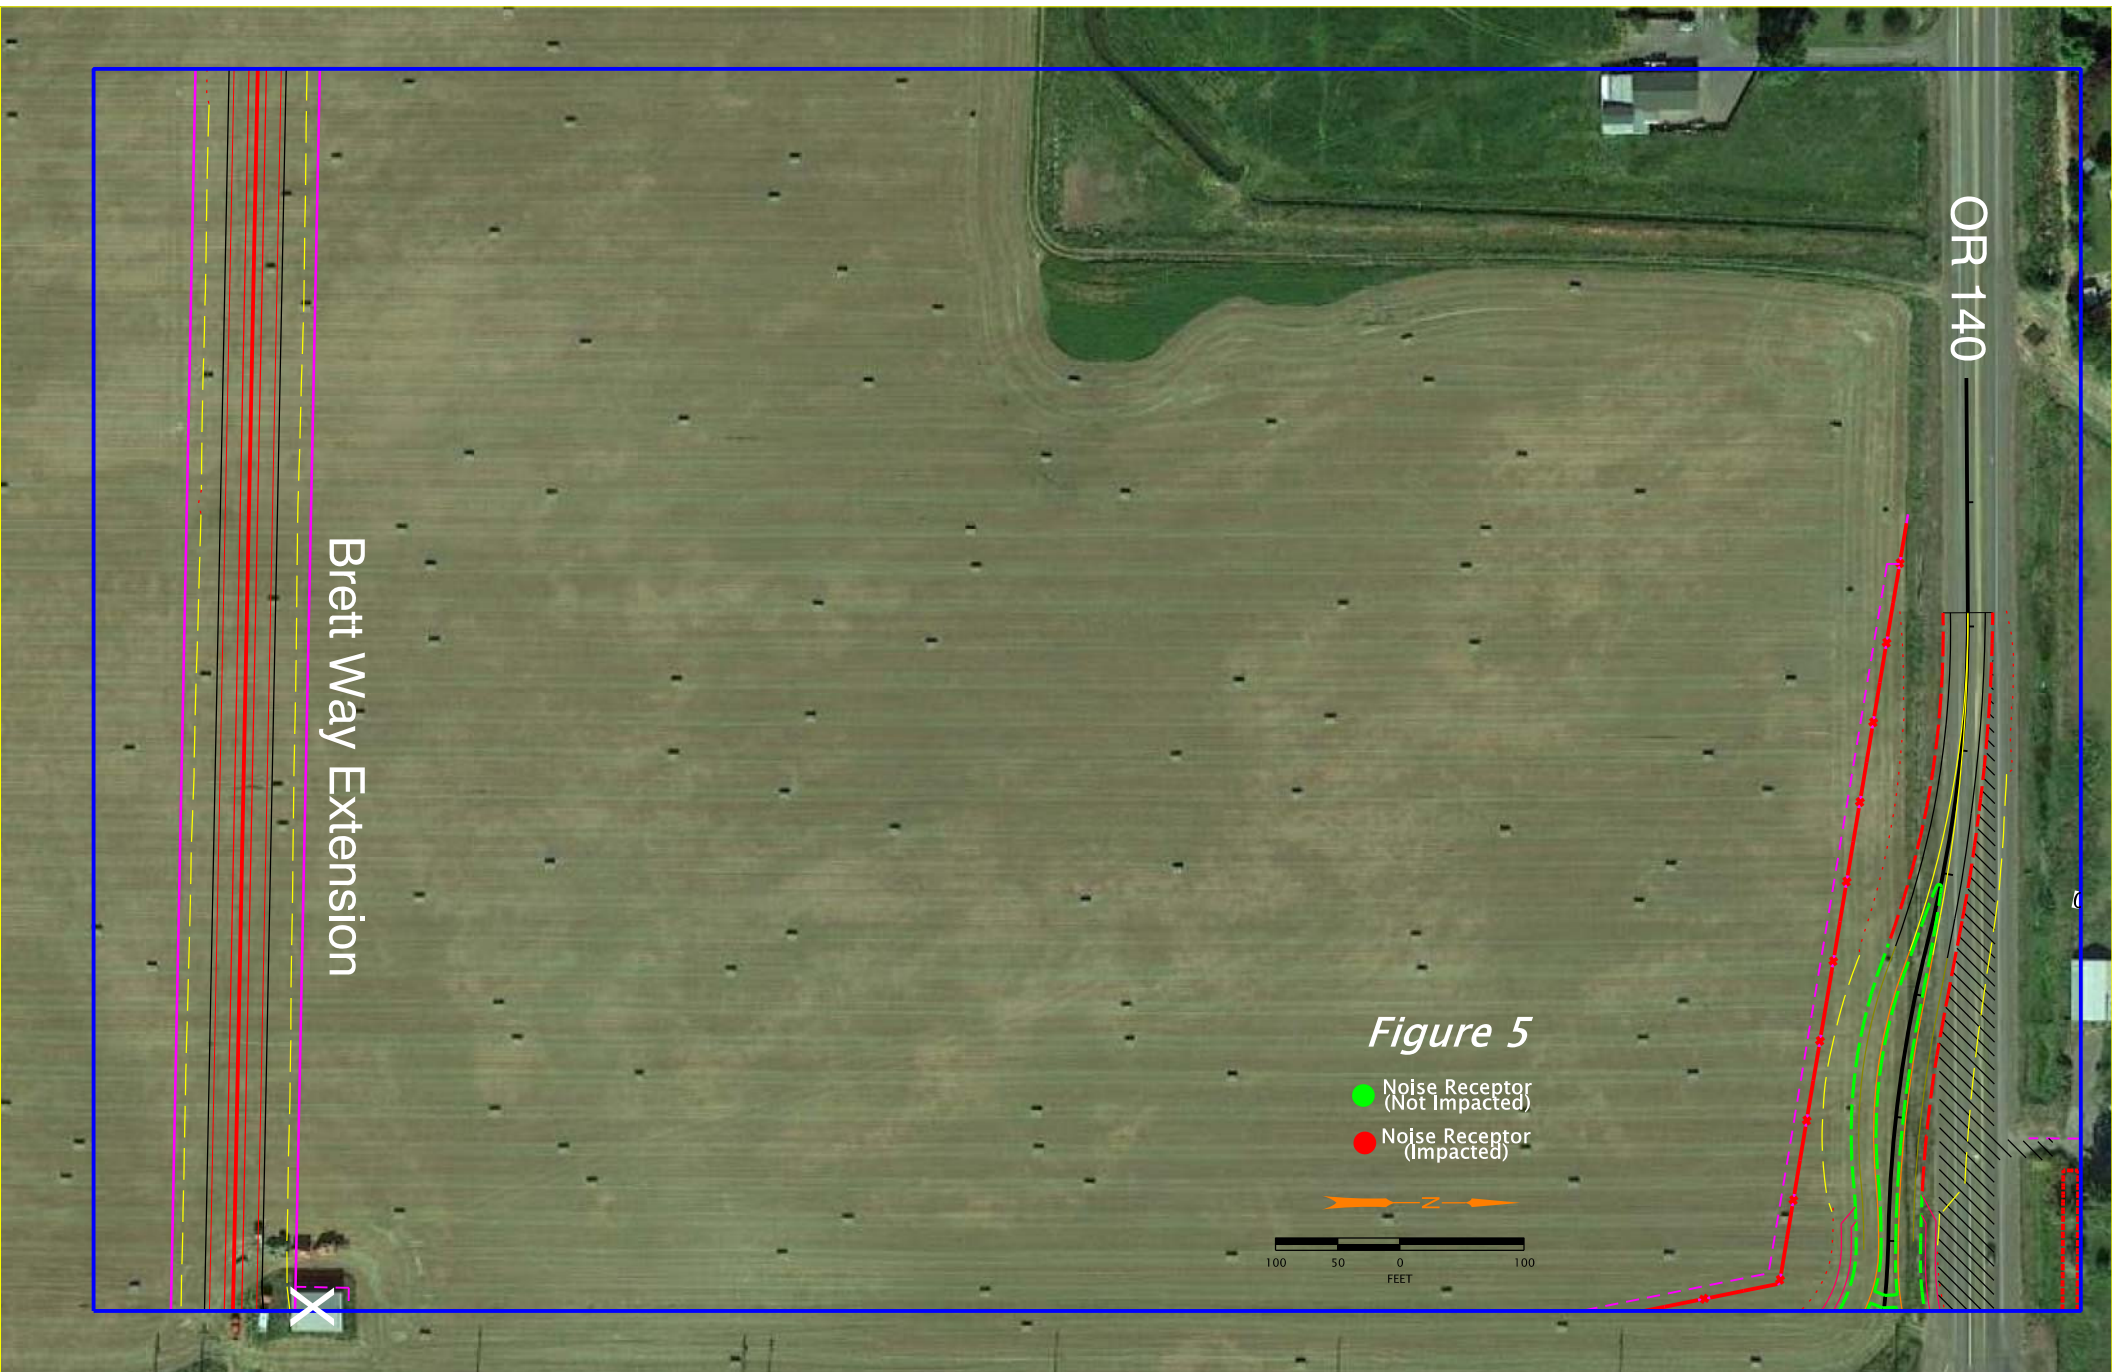 OR 140
Brett Way Extension
Figure 5
Noise Receptor
(Not Impacted)
Noise Receptor
(Impacted)
N
100 50 0 100
FEET
X